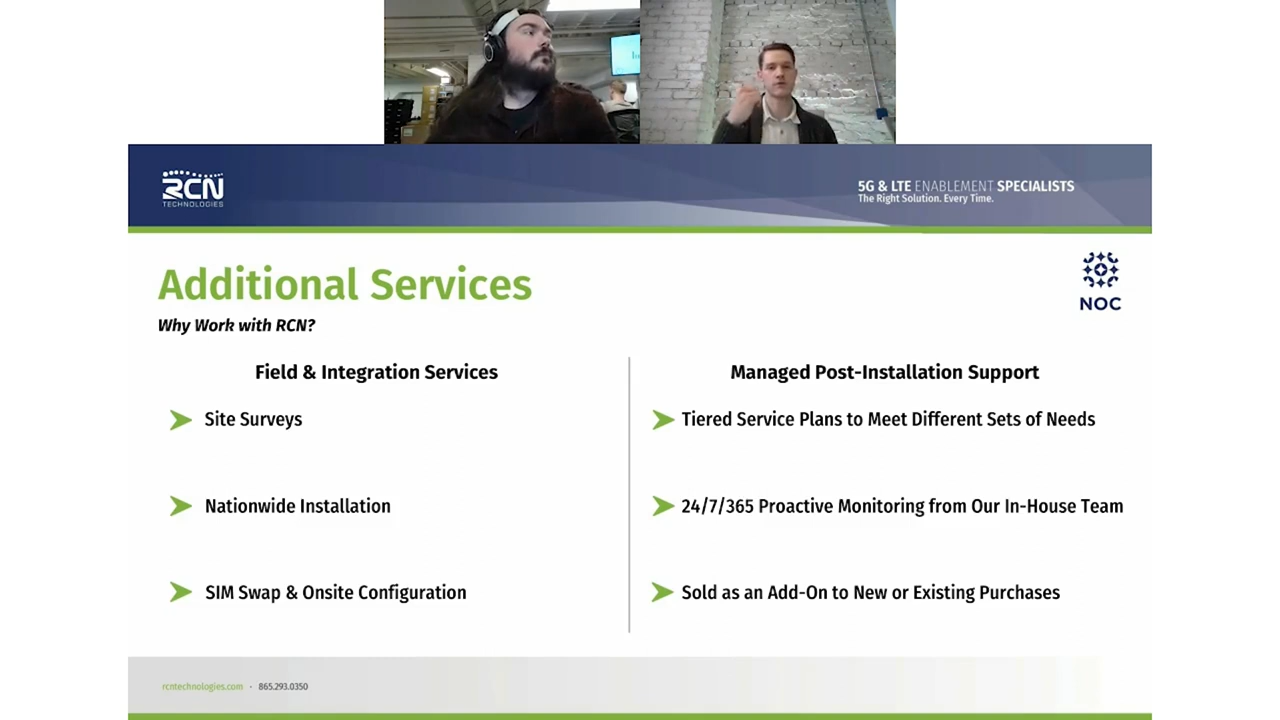 RCN
TECHNOLOGIES
5G & LTE ENABLEMENT SPECIALISTS
The Right Solution. Every Time.
Additional Services
Why Work with RCN?
NOC
Field & Integration Services
Site Surveys
Nationwide Installation
SIM Swap & Onsite Configuration
Managed Post-Installation Support
Tiered Service Plans to Meet Different Sets of Needs
24/7/365 Proactive Monitoring from Our In-House Team
Sold as an Add-On to New or Existing Purchases
rcntechnologies.com · 865.293.0350